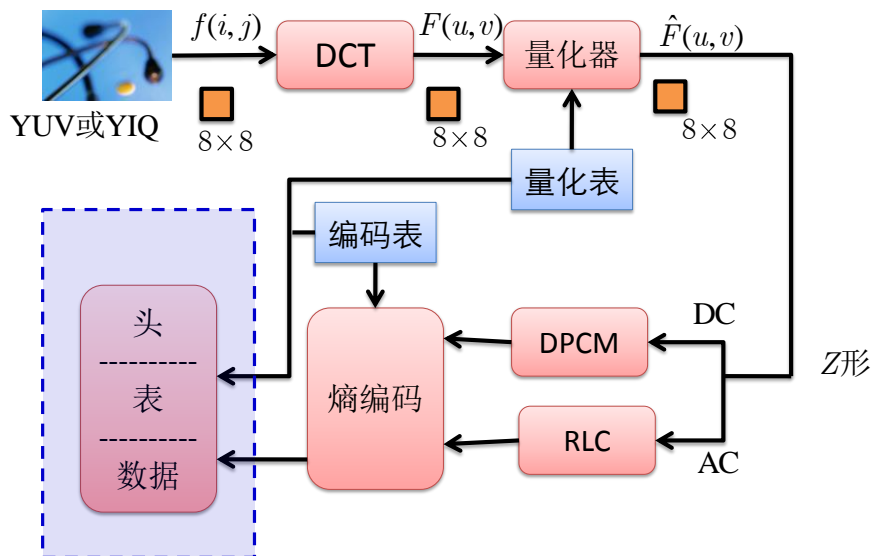 f(i, j)
F(u, v)
F̂(u, v)
DCT
量化器
YUV或YIQ
8×8
8×8
8×8
量化表
编码表
头
----------
表
----------
数据
熵编码
DPCM
DC
RLC
AC
Z形